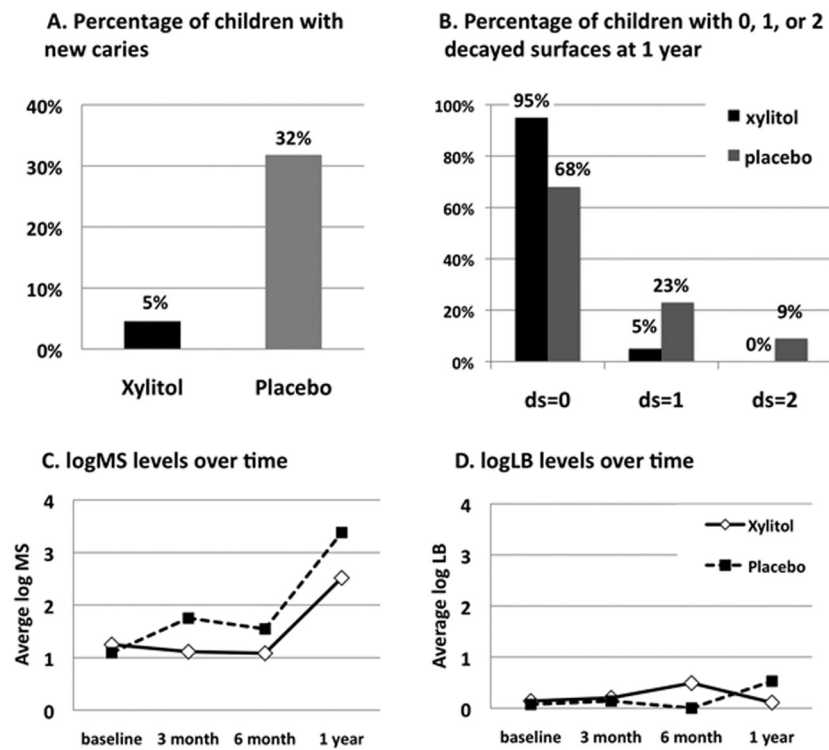 A. Percentage of children with
new caries
40%
30%
20%
10%
0%
32%
5%
Xylitol
Placebo
B. Percentage of children with 0, 1, or 2
decayed surfaces at 1 year
100%
80%
60%
40%
20%
0%
95%
68%
23%
5%
9%
0%
xylitol
placebo
ds=0
ds=1
ds=2
C. logMS levels over time
Averge log MS
4
3
2
1
0
baseline
3 month
6 month
1 year
D. logLB levels over time
Average log LB
4
3
2
1
0
Xylitol
Placebo
baseline
3 month
6 month
1 year